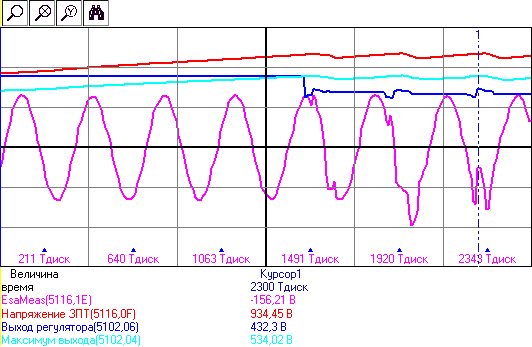 1
211 Тдиск 640 Тдиск 1063 Тдиск 1491 Тдиск 1920 Тдиск 2343 Тдиск
Величина Курсор1
время 2300 Тдиск
EsaMeas(5116,1E) -156,21 В
Напряжение ЗПТ(5116,0F) 934,45 В
Выход регулятора(5102,06) 432,3 В
Максимум выхода(5102,04) 534,02 В